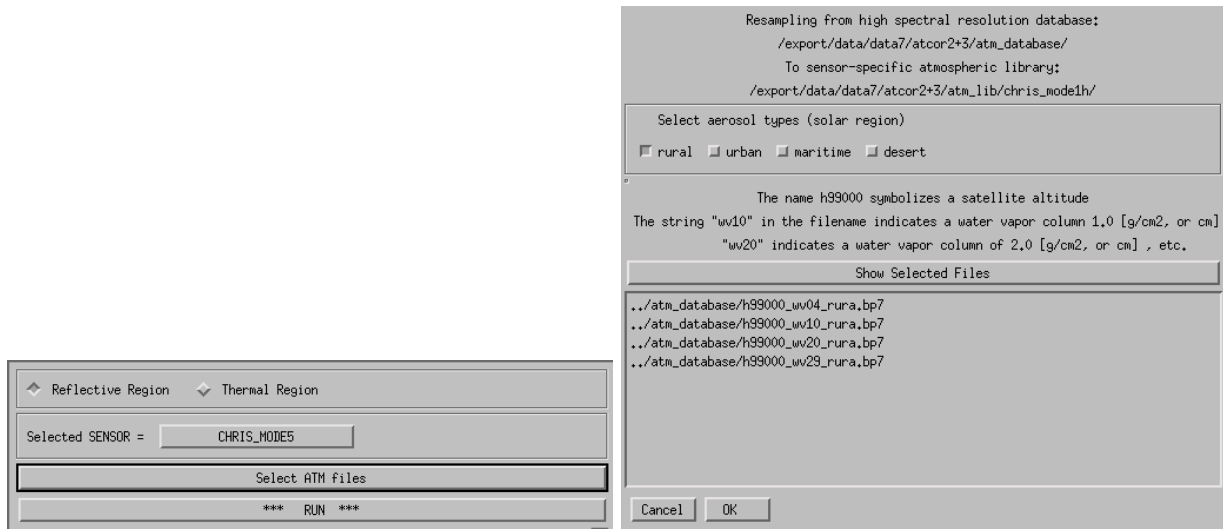 Reflective Region Thermal Region
Selected SENSOR = CHRIS_MODE5
Select ATM files
*** RUN ***
Resampling from high spectral resolution database:
/export/data/data7/atcor2+3/atm_database/
To sensor-specific atmospheric library:
/export/data/data7/atcor2+3/atm_lib/chris_mode1h/
Select aerosol types (solar region)
rural urban maritime desert
The name h99000 symbolizes a satellite altitude
The string "wv10" in the filename indicates a water vapor column 1.0 [g/cm2, or cm]
"wv20" indicates a water vapor column of 2.0 [g/cm2, or cm] , etc.
Show Selected Files
../atm_database/h99000_wv04_rura.bp7
../atm_database/h99000_wv10_rura.bp7
../atm_database/h99000_wv20_rura.bp7
../atm_database/h99000_wv29_rura.bp7
Cancel OK